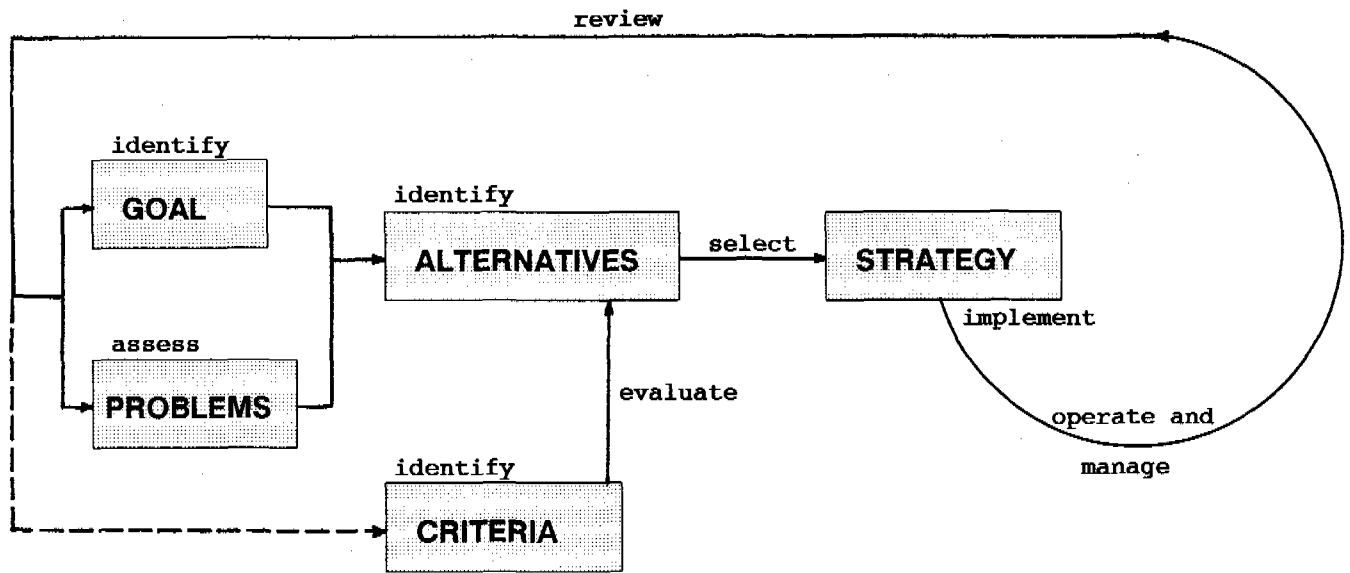 review
identify
GOAL
identify
ALTERNATIVES
select
STRATEGY
implement
assess
PROBLEMS
evaluate
operate and
manage
identify
CRITERIA